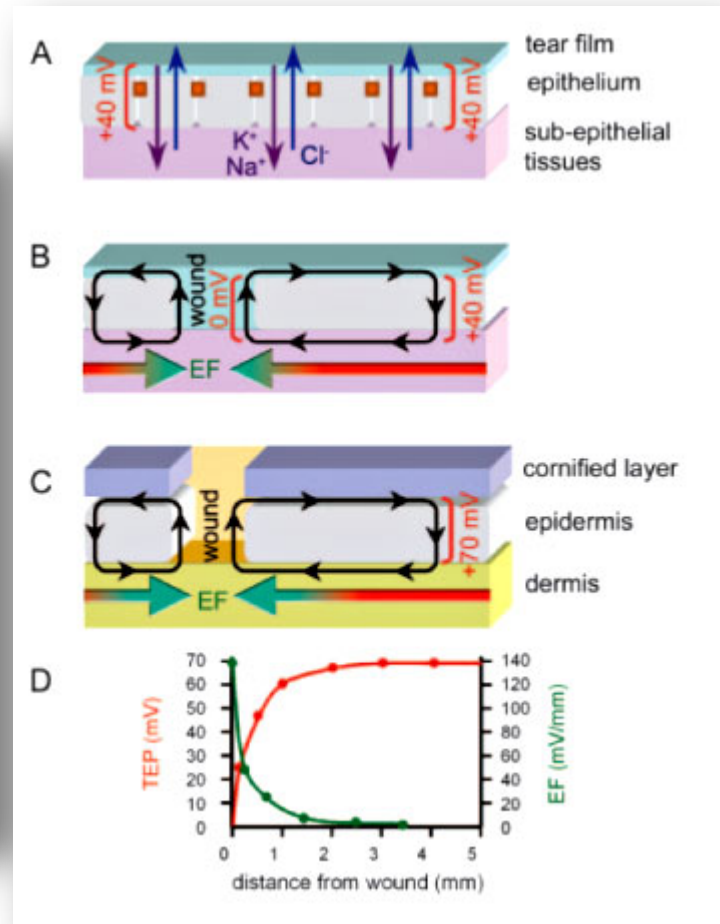 A
tear film
+40 mV
epithelium
+40 mV
K+
Na+
Cl-
sub-epithelial
tissues
B
wound
0 mV
+40 mV
EF
C
cornified layer
wound
epidermis
+70 mV
dermis
EF
D
70
60
50
40
30
20
10
0
TEP (mV)
140
120
100
80
60
40
20
0
EF (mV/mm)
0 1 2 3 4 5
distance from wound (mm)